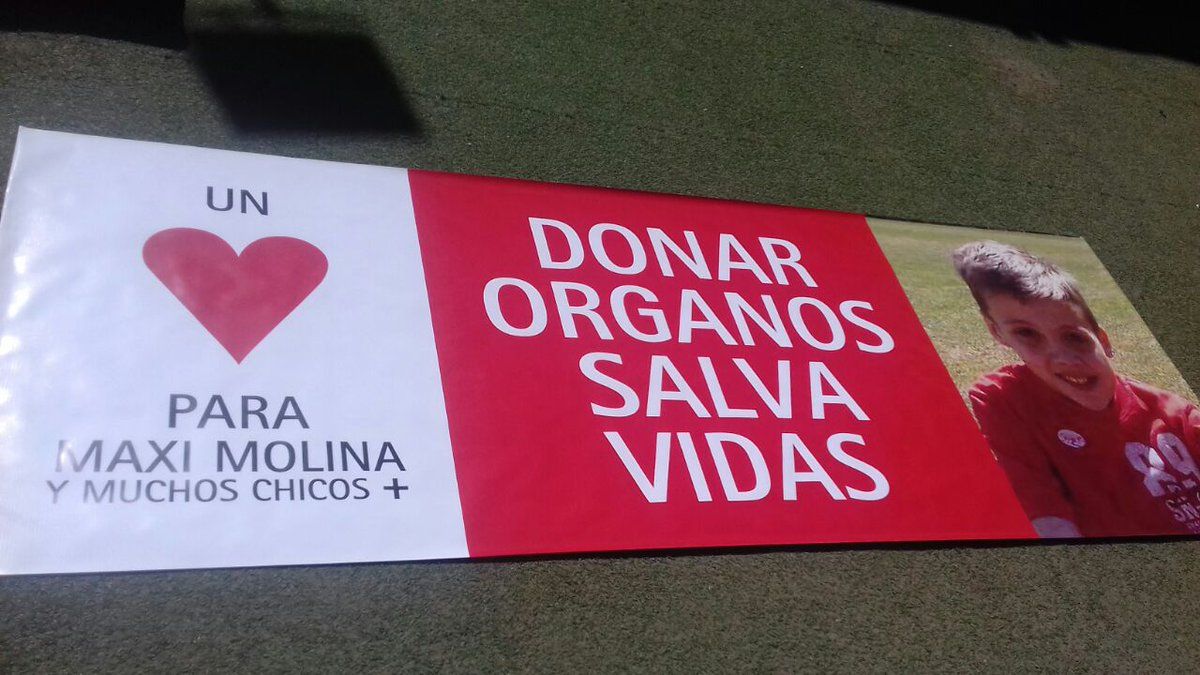 UN
PARA
MAXI MOLINA
Y MUCHOS CHICOS +
DONAR
ORGANOS
SALVA
VIDAS